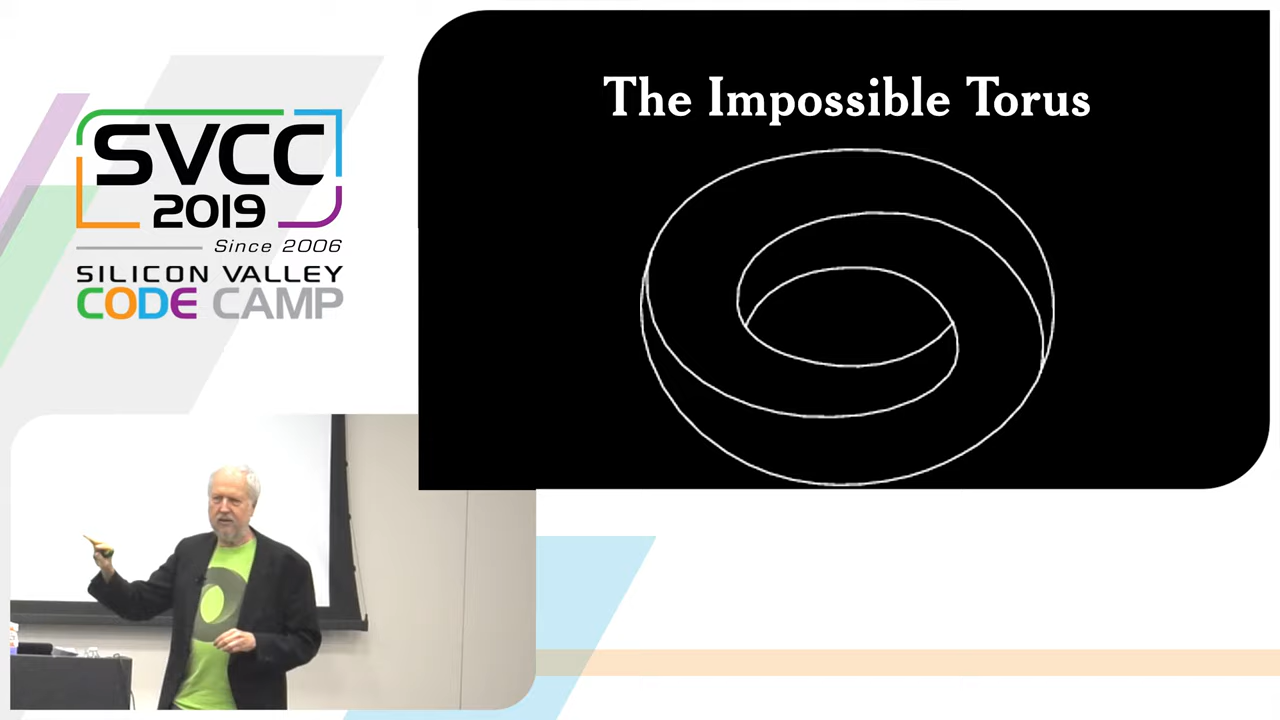 SVCC
2019
Since 2006
SILICON VALLEY
CODE CAMP
The Impossible Torus